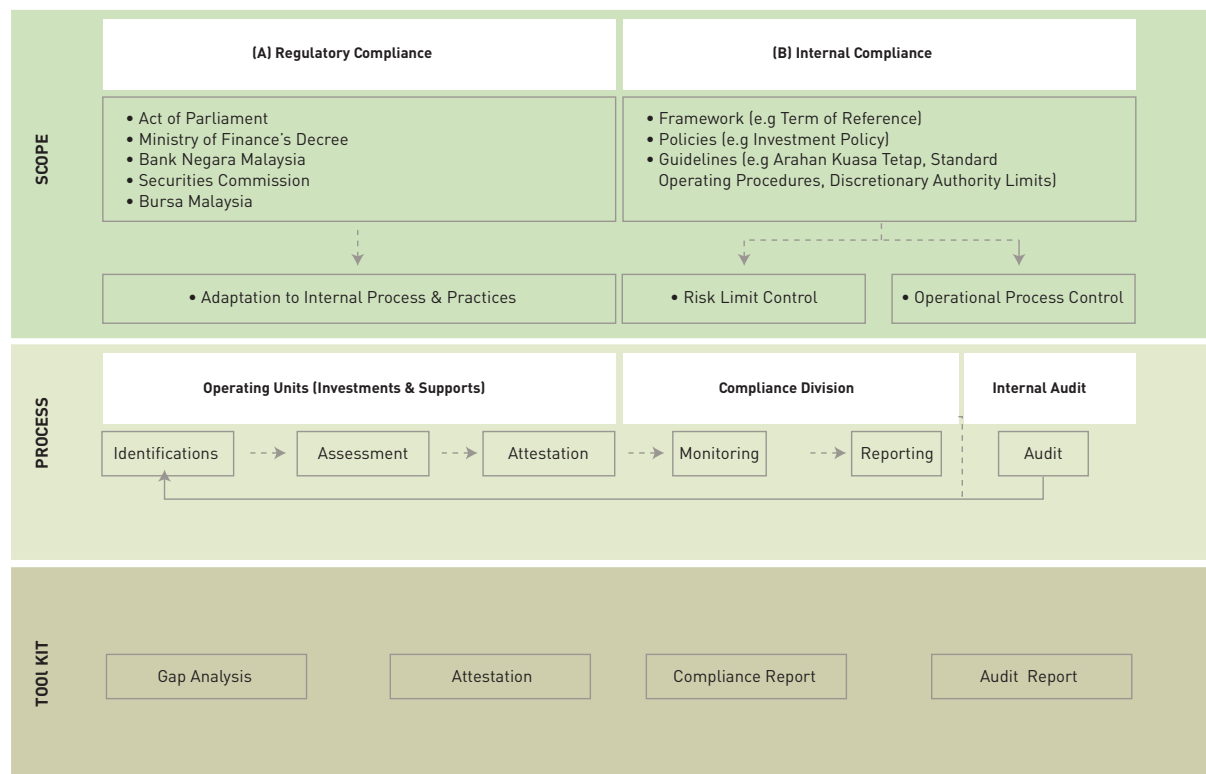 SCOPE
(A) Regulatory Compliance
(B) Internal Compliance
• Act of Parliament
• Ministry of Finance's Decree
• Bank Negara Malaysia
• Securities Commission
• Bursa Malaysia
• Framework (e.g Term of Reference)
• Policies (e.g Investment Policy)
• Guidelines (e.g Arahan Kuasa Tetap, Standard
Operating Procedures, Discretionary Authority Limits)
• Adaptation to Internal Process & Practices
• Risk Limit Control
• Operational Process Control
PROCESS
Operating Units (Investments & Supports)
Compliance Division
Internal Audit
Identifications
Assessment
Attestation
Monitoring
Reporting
Audit
TOOl KIT
Gap Analysis
Attestation
Compliance Report
Audit Report